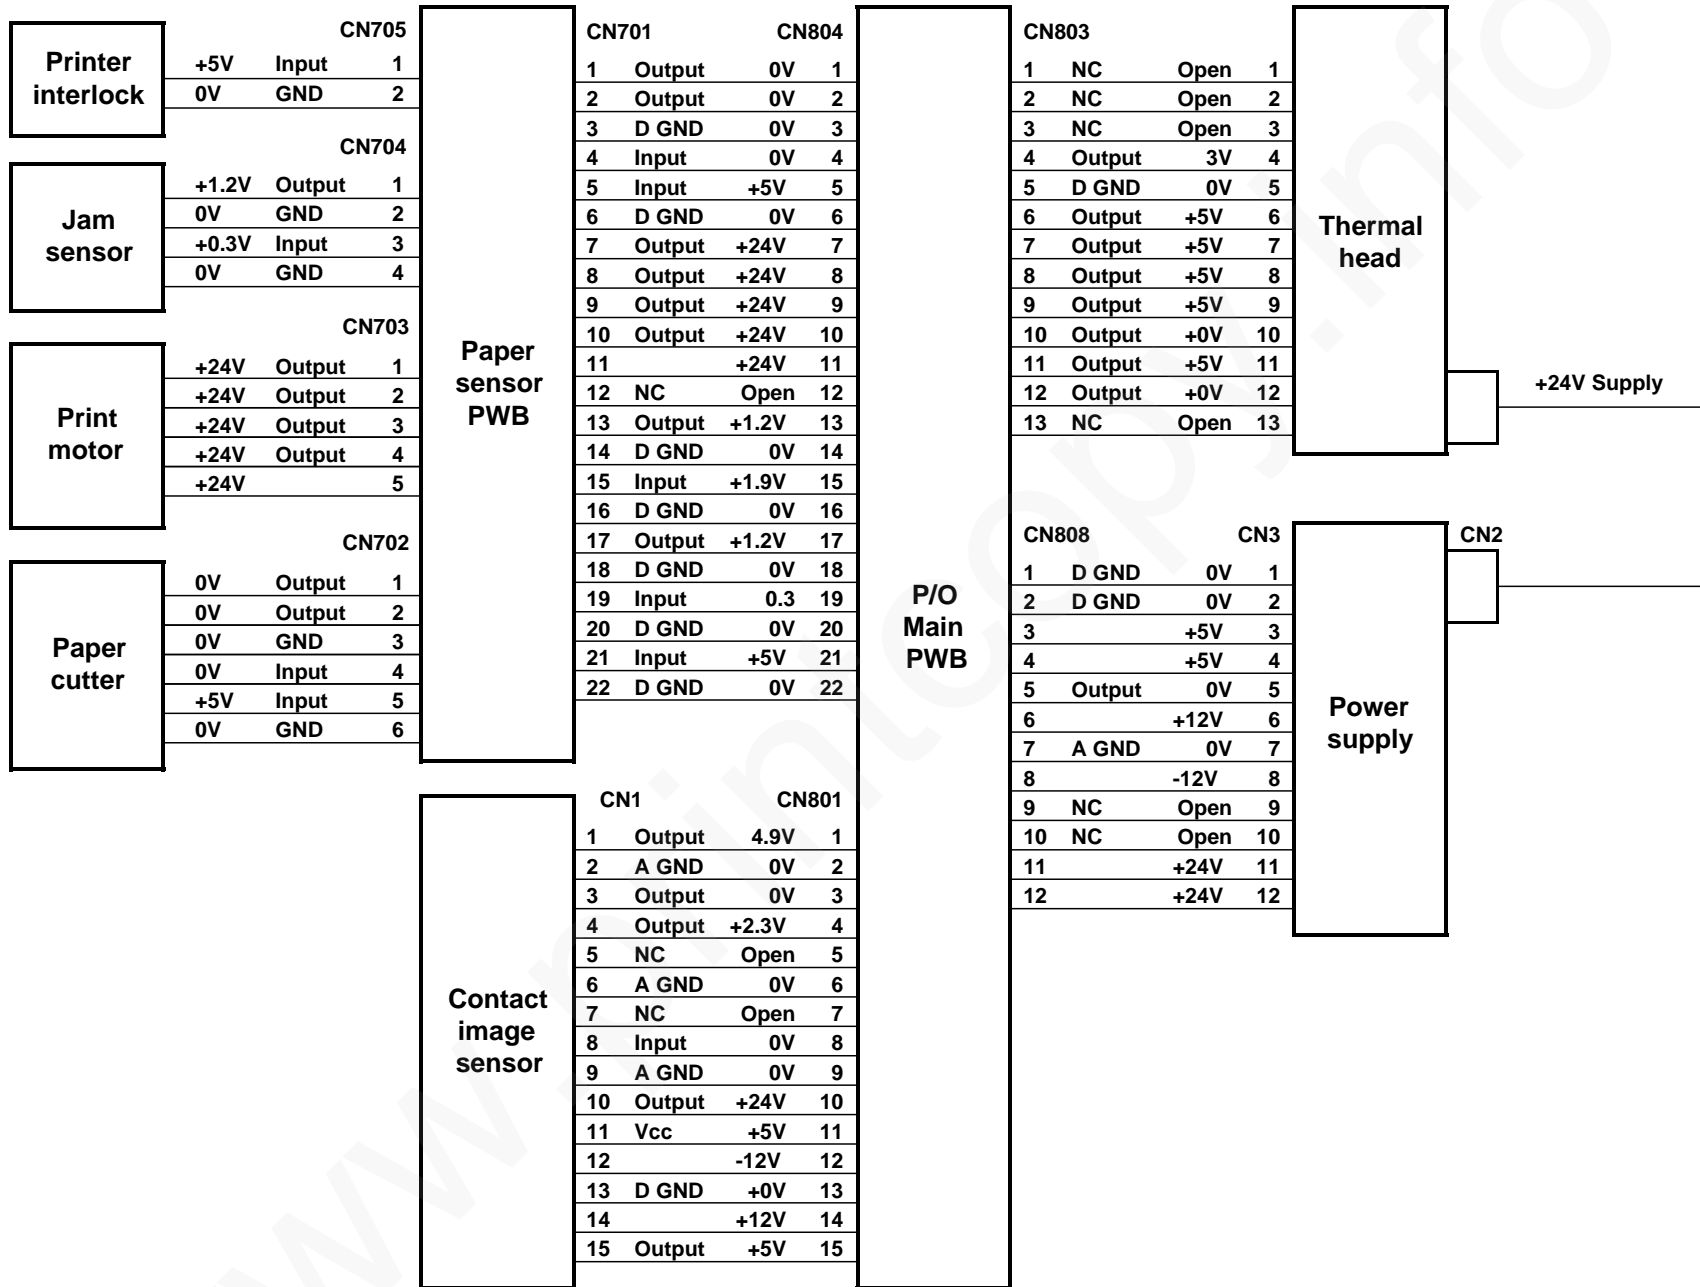 CN705
Printer
interlock
+5V Input 1
0V GND 2
CN704
Jam
sensor
+1.2V Output 1
0V GND 2
+0.3V Input 3
0V GND 4
CN703
Print
motor
+24V Output 1
+24V Output 2
+24V Output 3
+24V Output 4
+24V 5
CN702
Paper
cutter
0V Output 1
0V Output 2
0V GND 3
0V Input 4
+5V Input 5
0V GND 6
Paper
sensor
PWB
CN701 CN804
1 Output 0V 1
2 Output 0V 2
3 D GND 0V 3
4 Input 0V 4
5 Input +5V 5
6 D GND 0V 6
7 Output +24V 7
8 Output +24V 8
9 Output +24V 9
10 Output +24V 10
11 +24V 11
12 NC Open 12
13 Output +1.2V 13
14 D GND 0V 14
15 Input +1.9V 15
16 D GND 0V 16
17 Output +1.2V 17
18 D GND 0V 18
19 Input 0.3 19
20 D GND 0V 20
21 Input +5V 21
22 D GND 0V 22
Contact
image
sensor
CN1 CN801
1 Output 4.9V 1
2 A GND 0V 2
3 Output 0V 3
4 Output +2.3V 4
5 NC Open 5
6 A GND 0V 6
7 NC Open 7
8 Input 0V 8
9 A GND 0V 9
10 Output +24V 10
11 Vcc +5V 11
12 -12V 12
13 D GND +0V 13
14 +12V 14
15 Output +5V 15
P/O
Main
PWB
CN803
1 NC Open 1
2 NC Open 2
3 NC Open 3
4 Output 3V 4
5 D GND 0V 5
6 Output +5V 6
7 Output +5V 7
8 Output +5V 8
9 Output +5V 9
10 Output +0V 10
11 Output +5V 11
12 Output +0V 12
13 NC Open 13
Thermal
head
+24V Supply
CN808 CN3
1 D GND 0V 1
2 D GND 0V 2
3 +5V 3
4 +5V 4
5 Output 0V 5
6 +12V 6
7 A GND 0V 7
8 -12V 8
9 NC Open 9
10 NC Open 10
11 +24V 11
12 +24V 12
Power
supply
CN2